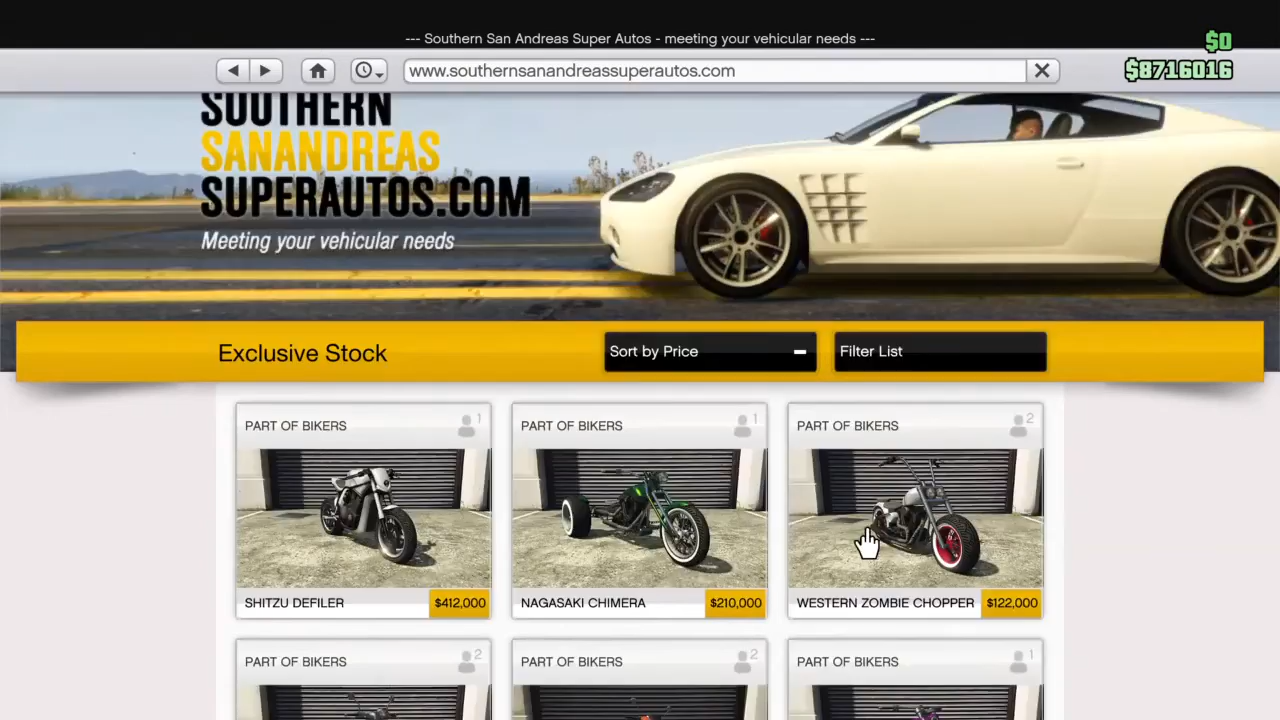 --- Southern San Andreas Super Autos - meeting your vehicular needs ---
$0
www.southernsanandreassuperautos.com
$8716016
SOUTHERN
SANANDREAS
SUPERAUTOS.COM
Meeting your vehicular needs
Exclusive Stock
Sort by Price
Filter List
PART OF BIKERS 1
PART OF BIKERS 1
PART OF BIKERS 2
SHITZU DEFILER $412,000
NAGASAKI CHIMERA $210,000
WESTERN ZOMBIE CHOPPER $122,000
PART OF BIKERS 2
PART OF BIKERS 2
PART OF BIKERS 1